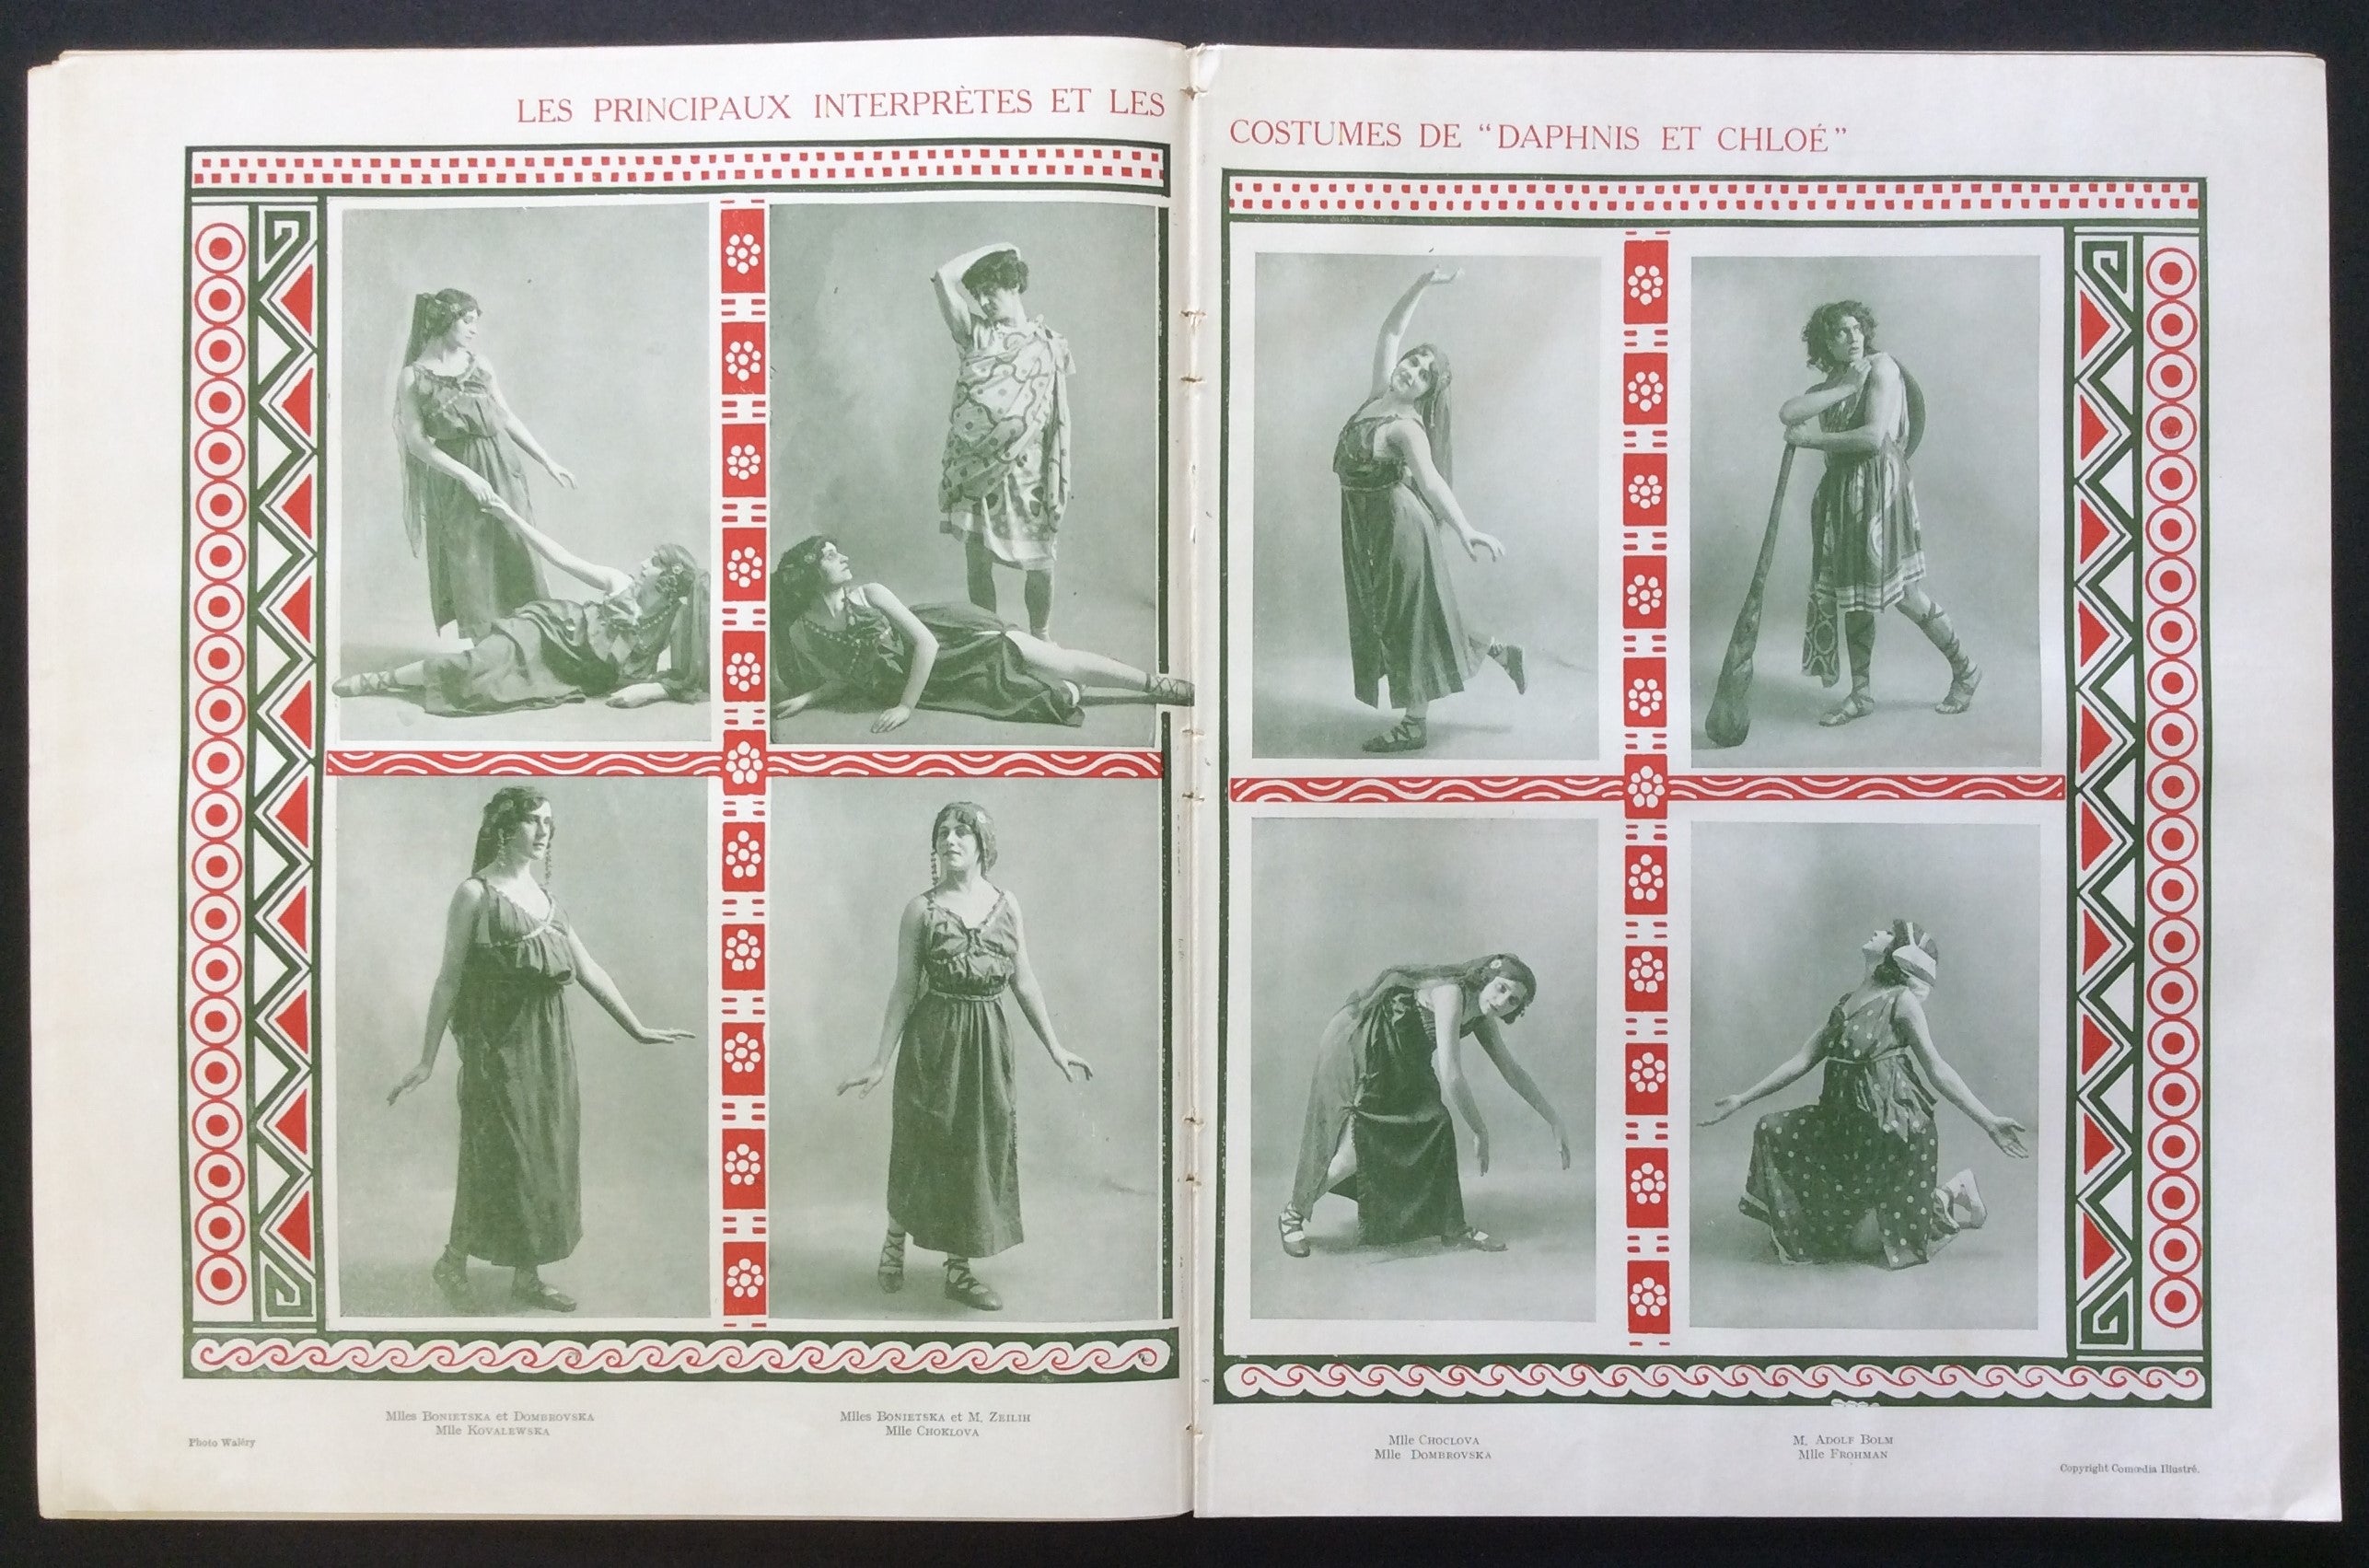 LES PRINCIPAUX INTERPRÈTES ET LES
COSTUMES DE “DAPHNIS ET CHLOÉ”
Mlles BONIETSKA et DOMBROVSKA
Mlle KOVALEWSKA
Photo Waléry
Mlles BONIETSKA et M. ZEILIH
Mlle CHOKLOVA
Mlle CHOCLOVA
Mlle DOMBROVSKA
M. ADOLF BOLM
Mlle FROHMAN
Copyright Comœdia Illustré.